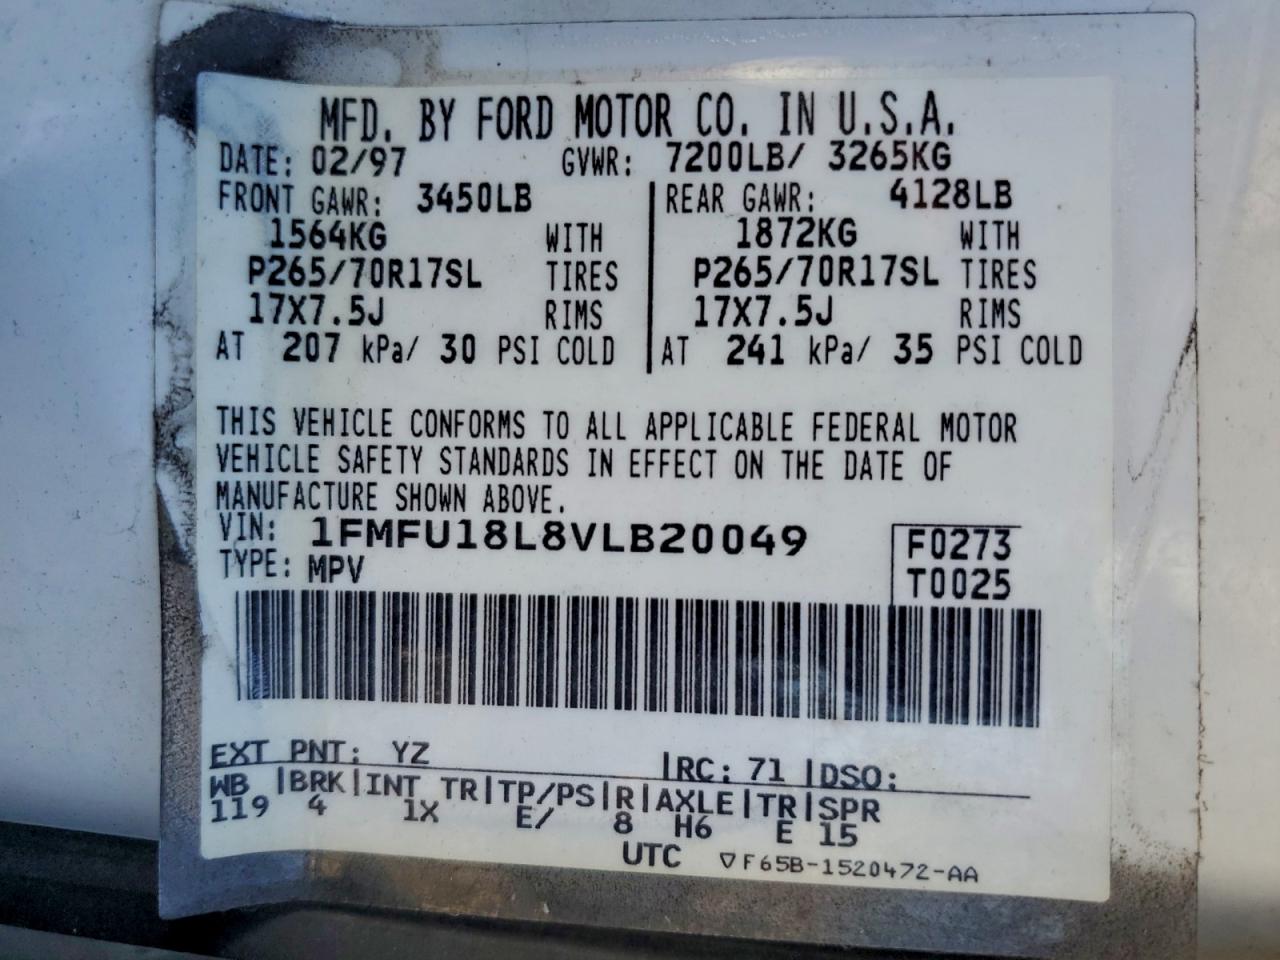 MFD. BY FORD MOTOR CO. IN U.S.A.
DATE: 02/97 GVWR: 7200LB/ 3265KG
FRONT GAWR: 3450LB REAR GAWR: 4128LB
1564KG WITH 1872KG WITH
P265/70R17SL TIRES P265/70R17SL TIRES
17X7.5J RIMS 17X7.5J RIMS
AT 207 kPa/ 30 PSI COLD AT 241 kPa/ 35 PSI COLD
THIS VEHICLE CONFORMS TO ALL APPLICABLE FEDERAL MOTOR
VEHICLE SAFETY STANDARDS IN EFFECT ON THE DATE OF
MANUFACTURE SHOWN ABOVE.
VIN: 1FMFU18L8VLB20049 F0273
TYPE: MPV T0025
EXT PNT: YZ |RC: 71 |DSO:
WB |BRK|INT TR|TP/PS|R|AXLE|TR|SPR
119 4 1X E/ 8 H6 E 15
UTC ▽F65B-1520472-AA